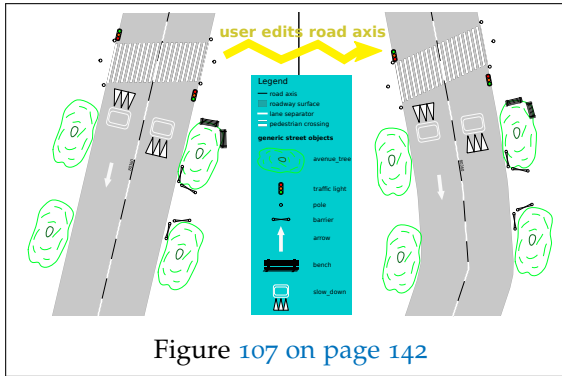 user edits road axis
Legend
road axis
roadway surface
lane separator
pedestrian crossing
generic street objects
avenue_tree
traffic light
pole
barrier
arrow
bench
slow_down
Figure 107 on page 142